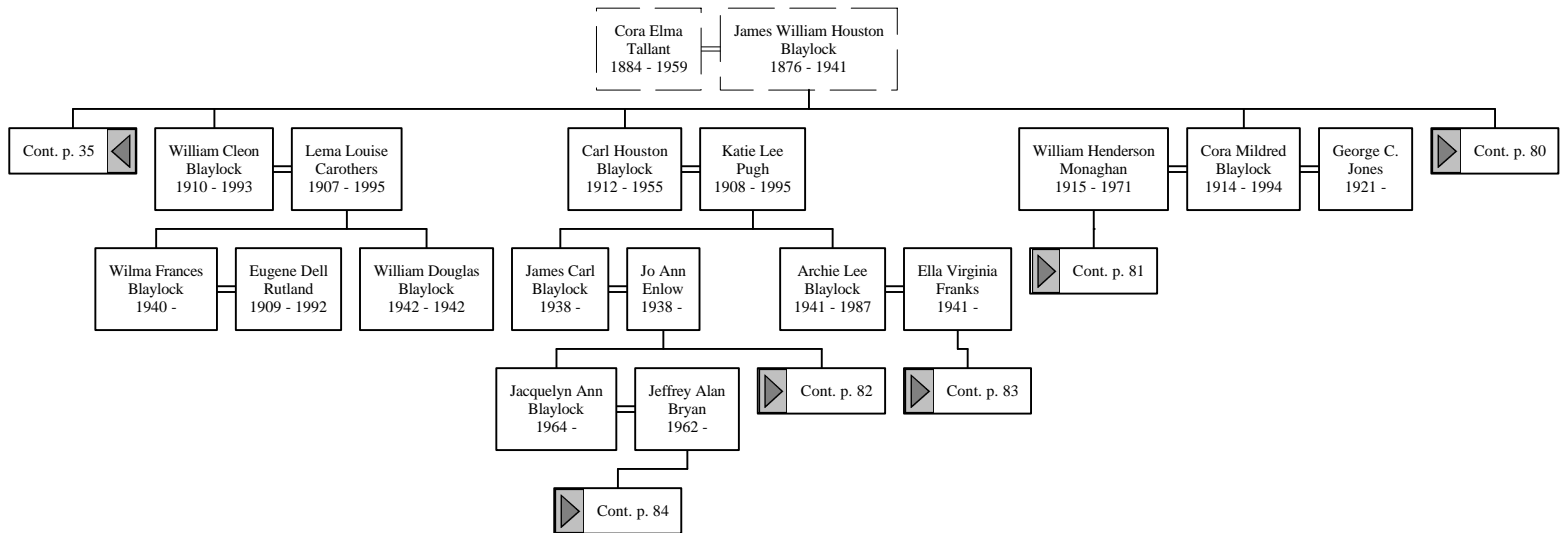 Cora Elma
Tallant
1884 - 1959
James William Houston
Blaylock
1876 - 1941
Cont. p. 35
William Cleon
Blaylock
1910 - 1993
Lema Louise
Carothers
1907 - 1995
Carl Houston
Blaylock
1912 - 1955
Katie Lee
Pugh
1908 - 1995
William Henderson
Monaghan
1915 - 1971
Cora Mildred
Blaylock
1914 - 1994
George C.
Jones
1921 -
Cont. p. 80
Wilma Frances
Blaylock
1940 -
Eugene Dell
Rutland
1909 - 1992
William Douglas
Blaylock
1942 - 1942
James Carl
Blaylock
1938 -
Jo Ann
Enlow
1938 -
Archie Lee
Blaylock
1941 - 1987
Ella Virginia
Franks
1941 -
Cont. p. 81
Jacquelyn Ann
Blaylock
1964 -
Jeffrey Alan
Bryan
1962 -
Cont. p. 82
Cont. p. 83
Cont. p. 84